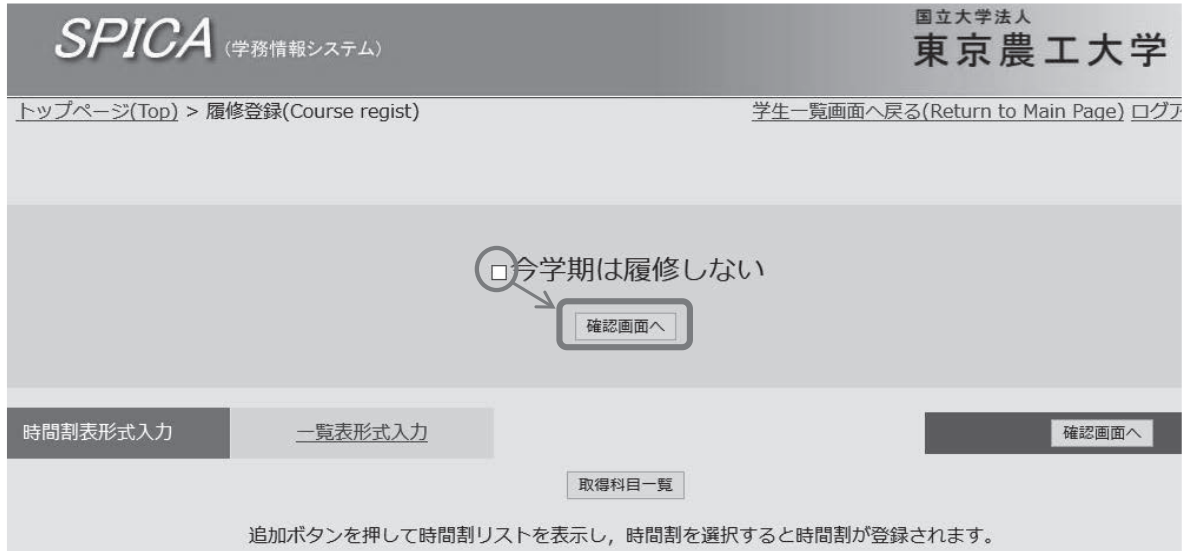 SPICA (学務情報システム)
国立大学法人
東京農工大学
トップページ(Top) > 履修登録(Course regist)
学生一覧画面へ戻る(Return to Main Page) ログア
今学期は履修しない
確認画面へ
時間割表形式入力 一覧表形式入力 確認画面へ
取得科目一覧
追加ボタンを押して時間割リストを表示し，時間割を選択すると時間割が登録されます。